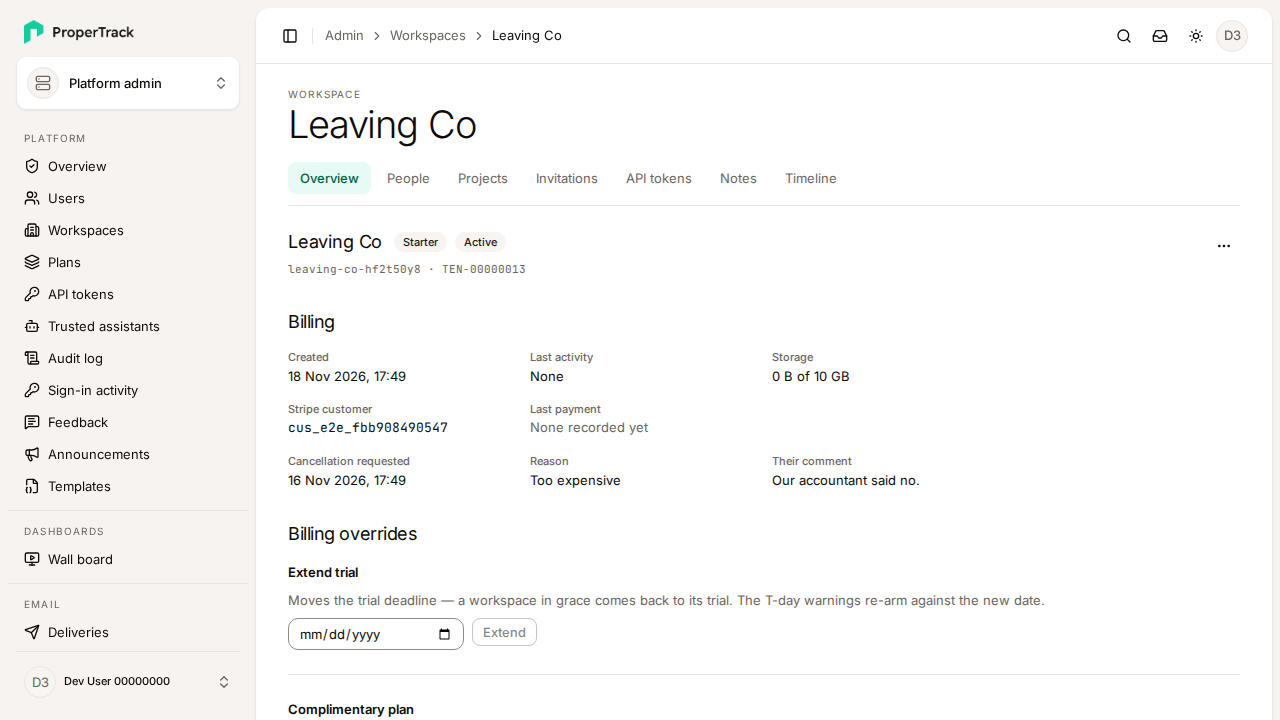 ProperTrack
Platform admin
PLATFORM
Overview
Users
Workspaces
Plans
API tokens
Trusted assistants
Audit log
Sign-in activity
Feedback
Announcements
Templates
DASHBOARDS
Wall board
EMAIL
Deliveries
D3 Dev User 00000000
Admin > Workspaces > Leaving Co
D3
WORKSPACE
Leaving Co
Overview People Projects Invitations API tokens Notes Timeline
Leaving Co Starter Active
leaving-co-hf2t50y8 · TEN-00000013
Billing
Created Last activity Storage
18 Nov 2026, 17:49 None 0 B of 10 GB
Stripe customer Last payment
cus_e2e_fbb908490547 None recorded yet
Cancellation requested Reason Their comment
16 Nov 2026, 17:49 Too expensive Our accountant said no.
Billing overrides
Extend trial
Moves the trial deadline — a workspace in grace comes back to its trial. The T-day warnings re-arm against the new date.
mm/dd/yyyy Extend
Complimentary plan